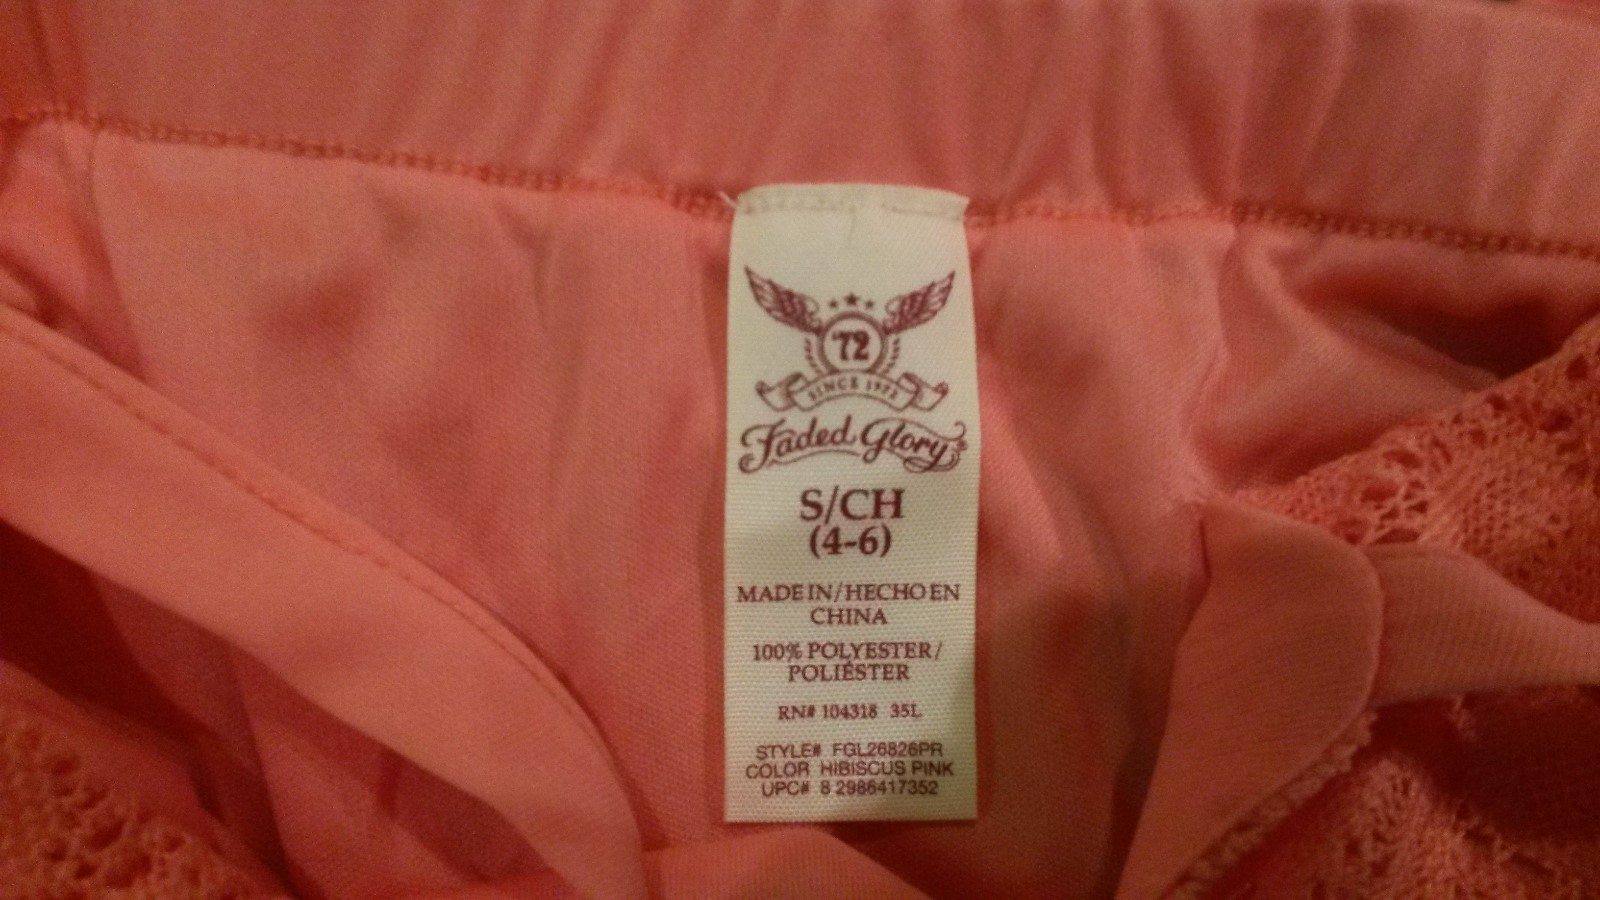 '72
SINCE 1972
Faded Glory®
S/CH
(4-6)
MADE IN/HECHO EN
CHINA
100% POLYESTER/
POLIÉSTER
RN# 104318 35L
STYLE# FGL26826PR
COLOR HIBISCUS PINK
UPC# 8 2986417352